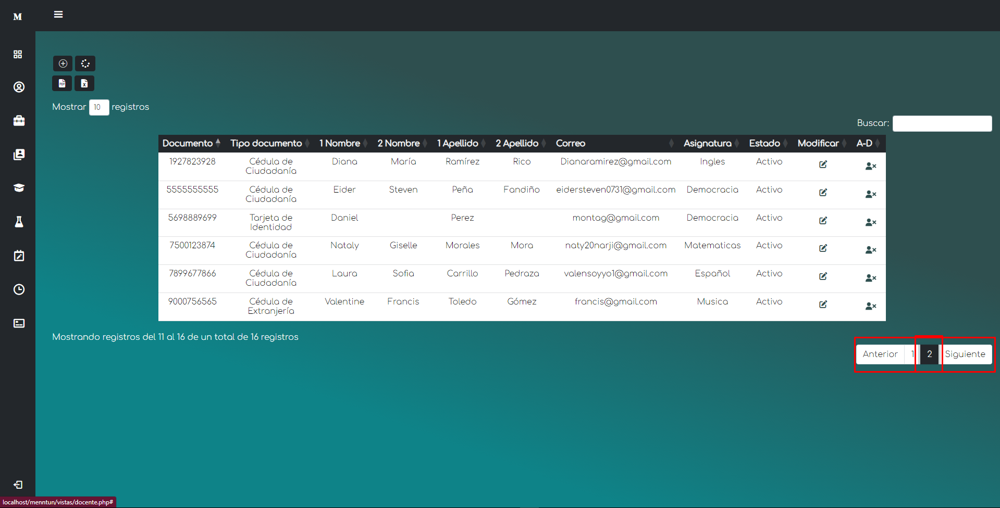 M
PDF
X
Mostrar 10 registros
Buscar:
Documento Tipo documento 1 Nombre 2 Nombre 1 Apellido 2 Apellido Correo Asignatura Estado Modificar A-D
1927823928 Cédula de Ciudadanía Diana María Ramírez Rico Dianaramirez@gmail.com Ingles Activo
5555555555 Cédula de Ciudadanía Eider Steven Peña Fandiño eidersteven0731@gmail.com Democracia Activo
5698889699 Tarjeta de Identidad Daniel Perez montag@gmail.com Democracia Activo
7500123874 Cédula de Ciudadanía Nataly Giselle Morales Mora naty20narji@gmail.com Matematicas Activo
7899677866 Cédula de Ciudadanía Laura Sofia Carrillo Pedraza valensoyyo1@gmail.com Español Activo
9000756565 Cédula de Extranjería Valentine Francis Toledo Gómez francis@gmail.com Musica Activo
Mostrando registros del 11 al 16 de un total de 16 registros
Anterior 1 2 Siguiente
localhost/menntun/vistas/docente.php#